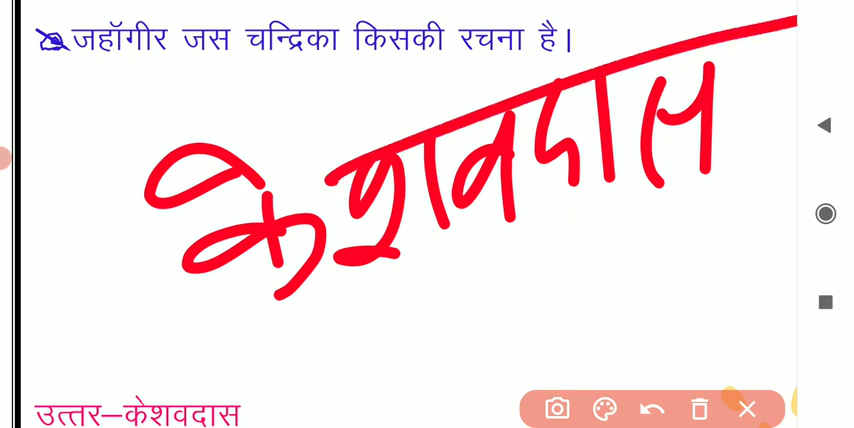 जहॉगीर जस चन्द्रिका किसकी रचना है।
केशवदास
उत्तर–केशवदास